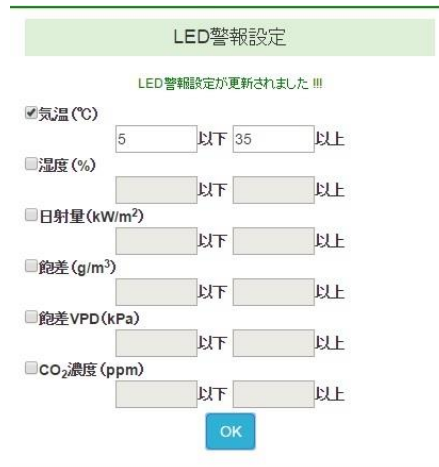 LED警報設定
LED警報設定が更新されました !!!
気温(℃)
5 以下 35 以上
湿度(%)
以下 以上
日射量(kW/m²)
以下 以上
飽差(g/m³)
以下 以上
飽差VPD(kPa)
以下 以上
CO₂濃度(ppm)
以下 以上
OK